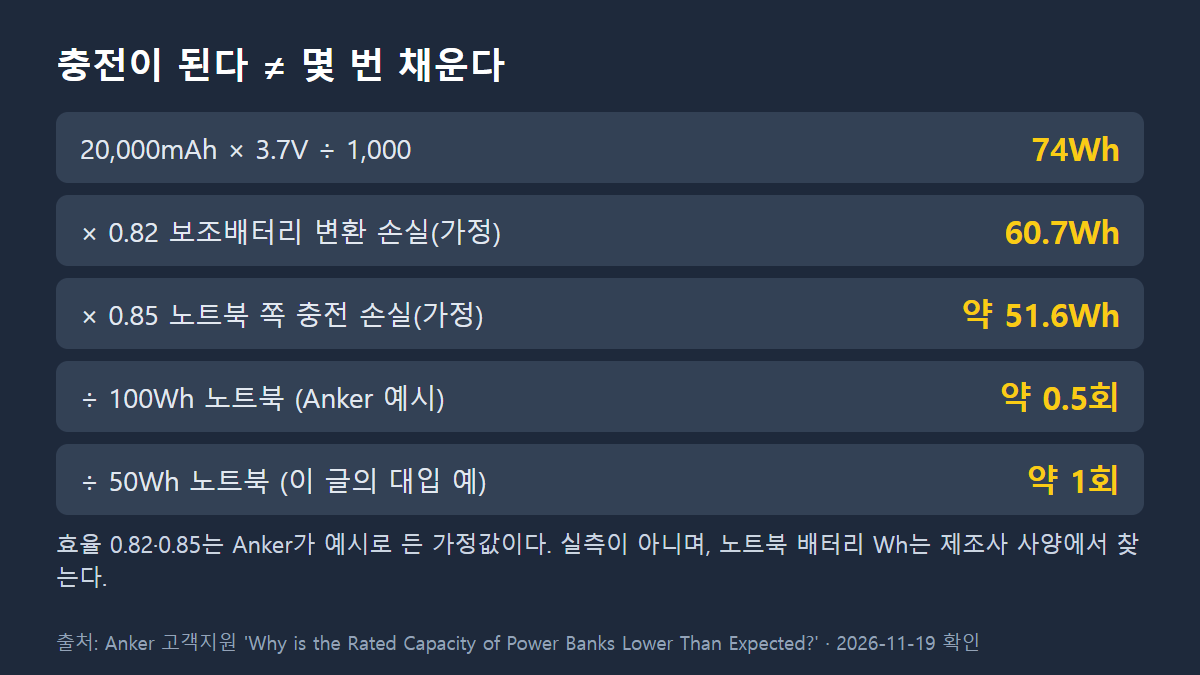 충전이 된다 ≠ 몇 번 채운다
20,000mAh × 3.7V ÷ 1,000 74Wh
× 0.82 보조배터리 변환 손실(가정) 60.7Wh
× 0.85 노트북 쪽 충전 손실(가정) 약 51.6Wh
÷ 100Wh 노트북 (Anker 예시) 약 0.5회
÷ 50Wh 노트북 (이 글의 대입 예) 약 1회
효율 0.82·0.85는 Anker가 예시로 든 가정값이다. 실측이 아니며, 노트북 배터리 Wh는 제조사 사양에서 찾
는다.
출처: Anker 고객지원 'Why is the Rated Capacity of Power Banks Lower Than Expected?' · 2026-11-19 확인